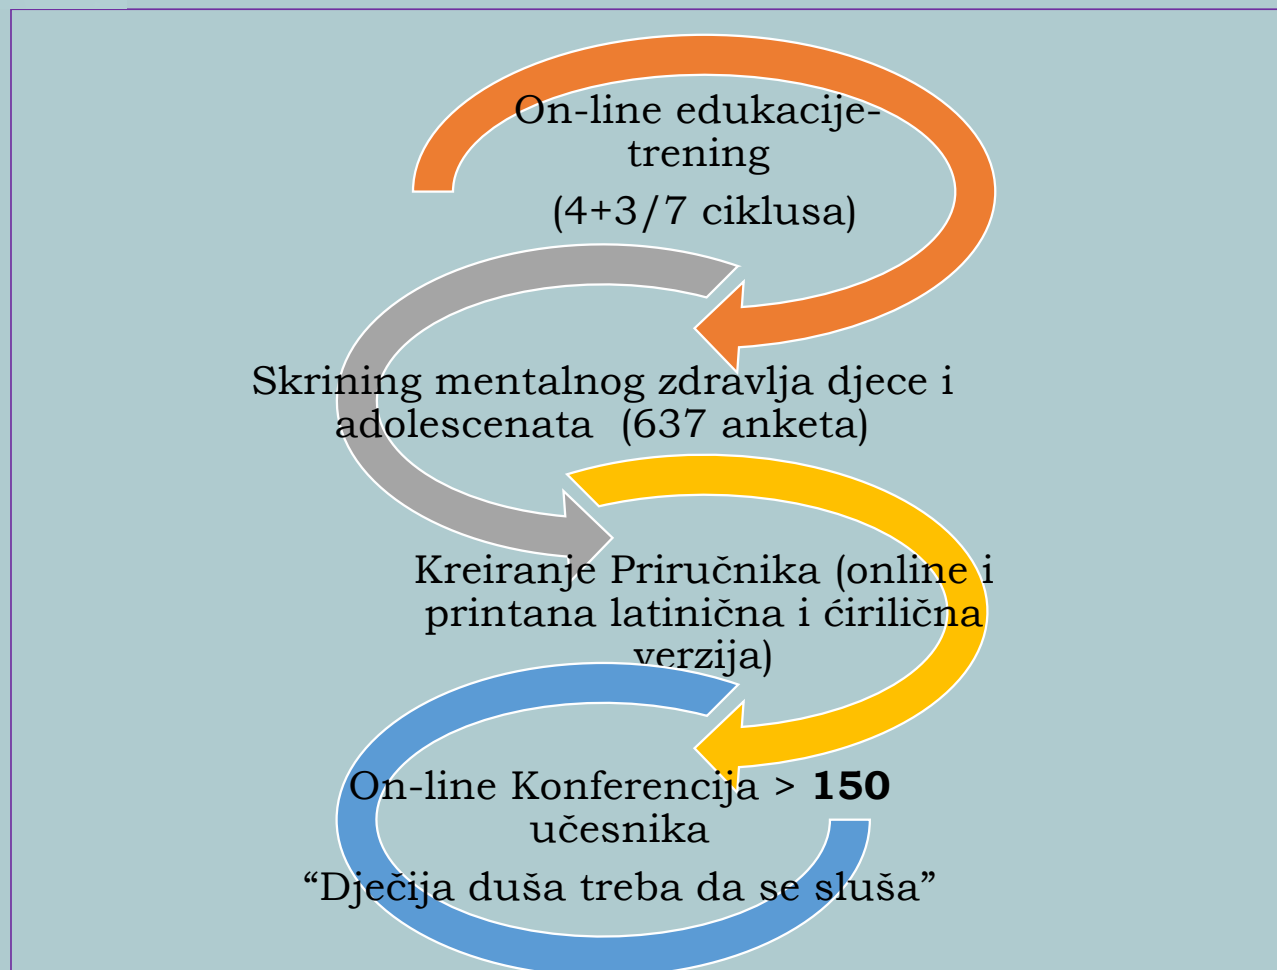 On-line edukacije-
trening
(4+3/7 ciklusa)
Skrining mentalnog zdravlja djece i
adolescenata (637 anketa)
Kreiranje Priručnika (online i
printana latinična i ćirilična
verzija)
On-line Konferencija > 150
učesnika
“Dječija duša treba da se sluša”